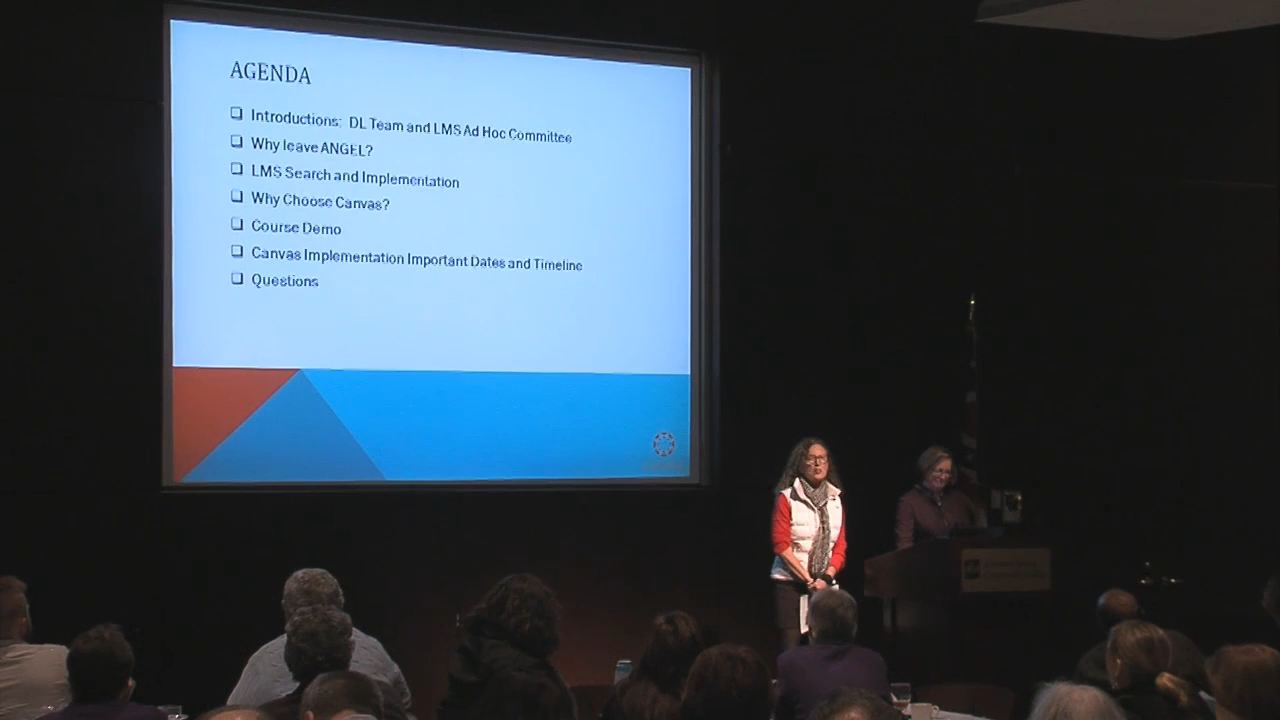 AGENDA
Introductions: DL Team and LMS Ad Hoc Committee
Why leave ANGEL?
LMS Search and Implementation
Why Choose Canvas?
Course Demo
Canvas Implementation Important Dates and Timeline
Questions